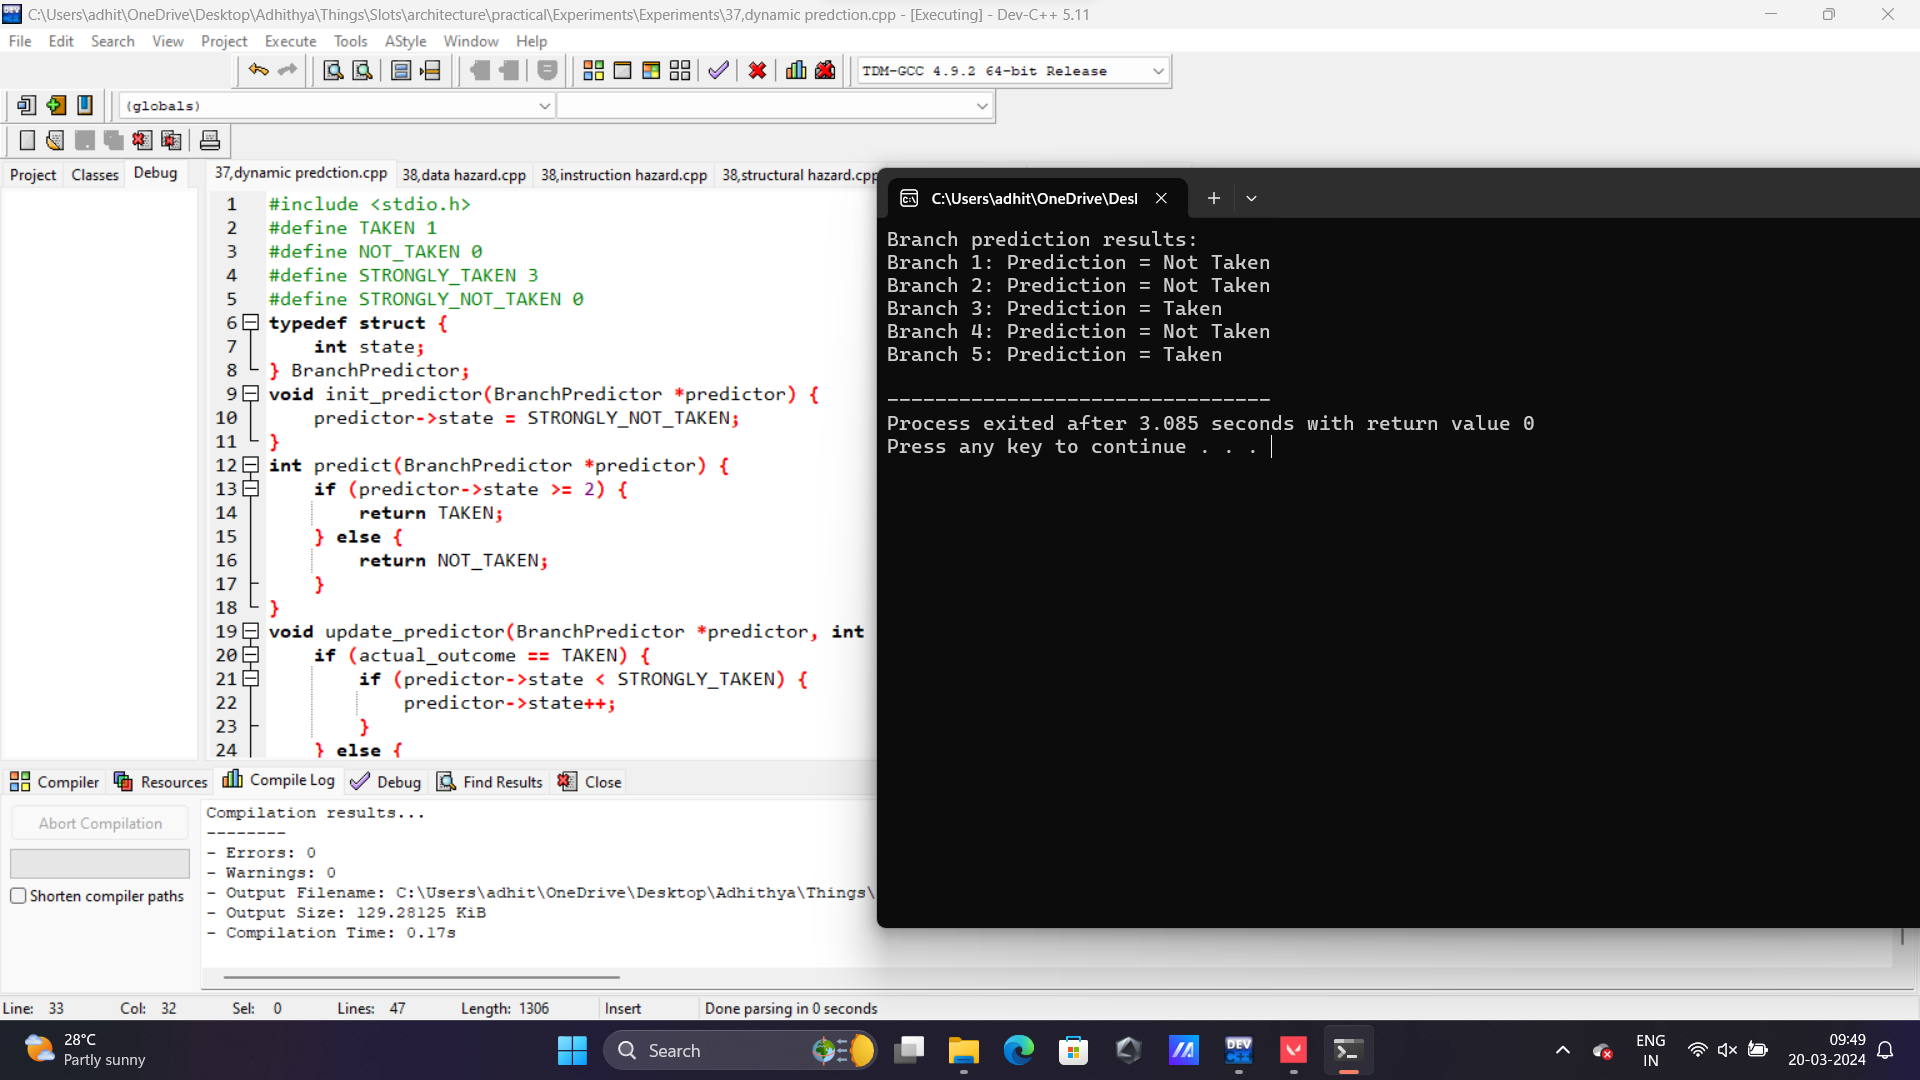 C:\Users\adhit\OneDrive\Desktop\Adhithya\Things\Slots\architecture\practical\Experiments\Experiments\37,dynamic predction.cpp - [Executing] - Dev-C++ 5.11
File Edit Search View Project Execute Tools AStyle Window Help
TDM-GCC 4.9.2 64-bit Release
(globals)
Project Classes Debug
37,dynamic predction.cpp 38,data hazard.cpp 38,instruction hazard.cpp 38,structural hazard.cpp
1 #include <stdio.h>
2 #define TAKEN 1
3 #define NOT_TAKEN 0
4 #define STRONGLY_TAKEN 3
5 #define STRONGLY_NOT_TAKEN 0
6 typedef struct {
7 int state;
8 } BranchPredictor;
9 void init_predictor(BranchPredictor *predictor) {
10 predictor->state = STRONGLY_NOT_TAKEN;
11 }
12 int predict(BranchPredictor *predictor) {
13 if (predictor->state >= 2) {
14 return TAKEN;
15 } else {
16 return NOT_TAKEN;
17 }
18 }
19 void update_predictor(BranchPredictor *predictor, int
20 if (actual_outcome == TAKEN) {
21 if (predictor->state < STRONGLY_TAKEN) {
22 predictor->state++;
23 }
24 } else {
C:\Users\adhit\OneDrive\Desl
Branch prediction results:
Branch 1: Prediction = Not Taken
Branch 2: Prediction = Not Taken
Branch 3: Prediction = Taken
Branch 4: Prediction = Not Taken
Branch 5: Prediction = Taken
--------------------------------
Process exited after 3.085 seconds with return value 0
Press any key to continue . . .
Compiler Resources Compile Log Debug Find Results Close
Abort Compilation
Shorten compiler paths
Compilation results...
--------
- Errors: 0
- Warnings: 0
- Output Filename: C:\Users\adhit\OneDrive\Desktop\Adhithya\Things\
- Output Size: 129.28125 KiB
- Compilation Time: 0.17s
Line: 33 Col: 32 Sel: 0 Lines: 47 Length: 1306 Insert Done parsing in 0 seconds
28°C
Partly sunny
Search
DEV
C++
ENG
IN
09:49
20-03-2024